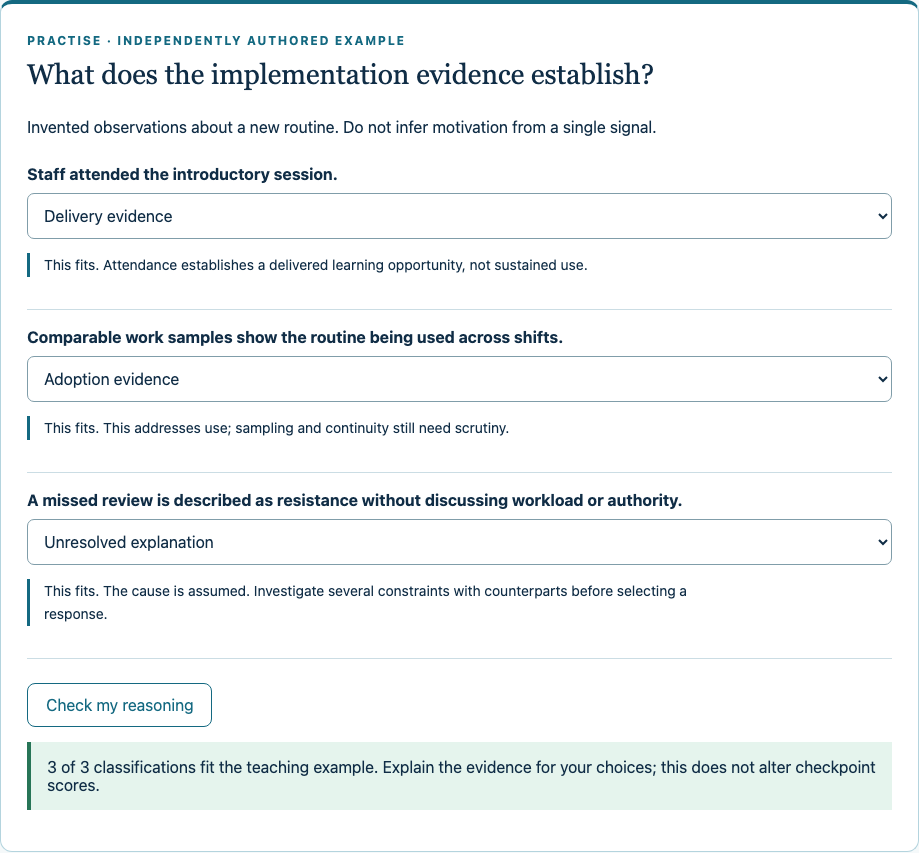 PRACTISE · INDEPENDENTLY AUTHORED EXAMPLE
What does the implementation evidence establish?
Invented observations about a new routine. Do not infer motivation from a single signal.
Staff attended the introductory session.
Delivery evidence
This fits. Attendance establishes a delivered learning opportunity, not sustained use.
Comparable work samples show the routine being used across shifts.
Adoption evidence
This fits. This addresses use; sampling and continuity still need scrutiny.
A missed review is described as resistance without discussing workload or authority.
Unresolved explanation
This fits. The cause is assumed. Investigate several constraints with counterparts before selecting a
response.
Check my reasoning
3 of 3 classifications fit the teaching example. Explain the evidence for your choices; this does not alter checkpoint
scores.